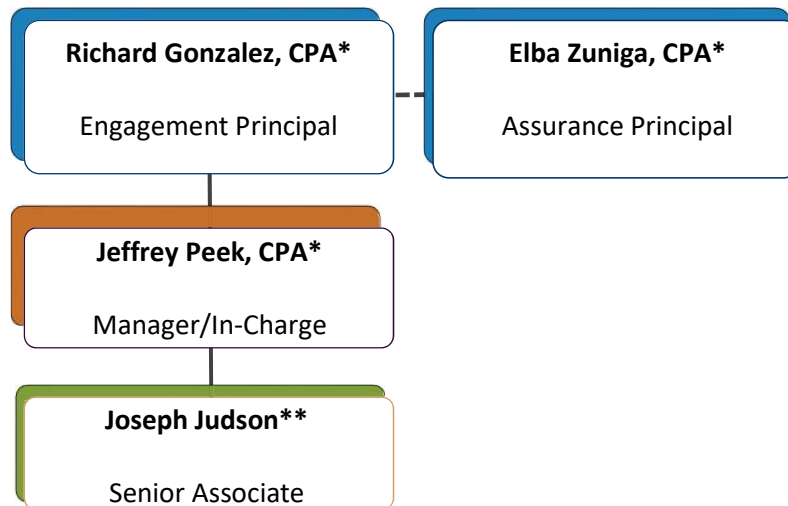 Richard Gonzalez, CPA*
Engagement Principal
Elba Zuniga, CPA*
Assurance Principal
Jeffrey Peek, CPA*
Manager/In-Charge
Joseph Judson**
Senior Associate